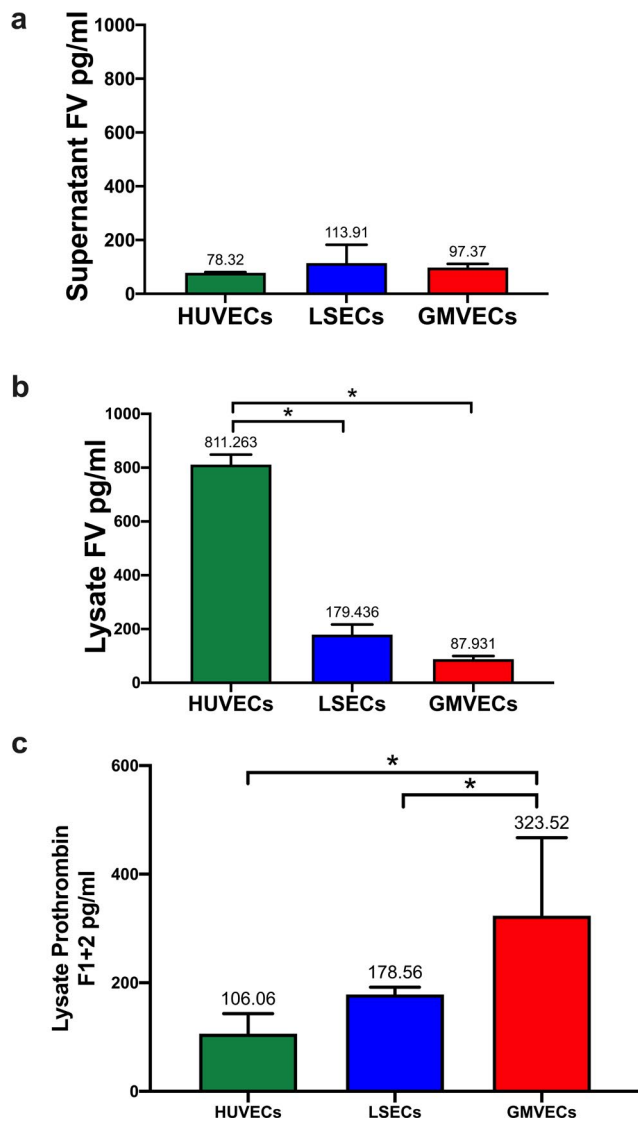 a
Supernatant FV pg/ml
1000
800
600
400
200
0
78.32
113.91
97.37
HUVECs LSECs GMVECs
b
Lysate FV pg/ml
1000
800
600
400
200
0
*
*
811.263
179.436
87.931
HUVECs LSECs GMVECs
c
Lysate Prothrombin
F1+2 pg/ml
600
400
200
0
*
*
323.52
178.56
106.06
HUVECs LSECs GMVECs